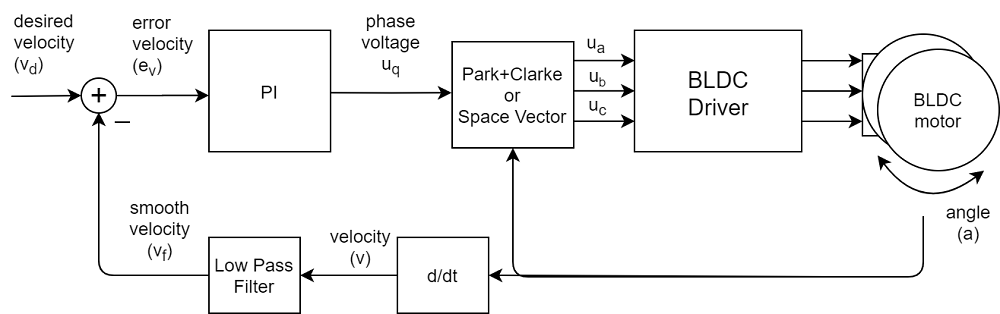 desired
velocity
(vd)
error
velocity
(ev)
+
−
PI
phase
voltage
uq
Park+Clarke
or
Space Vector
ua
ub
uc
BLDC
Driver
BLDC
motor
angle
(a)
smooth
velocity
(vf)
Low Pass
Filter
velocity
(v)
d/dt